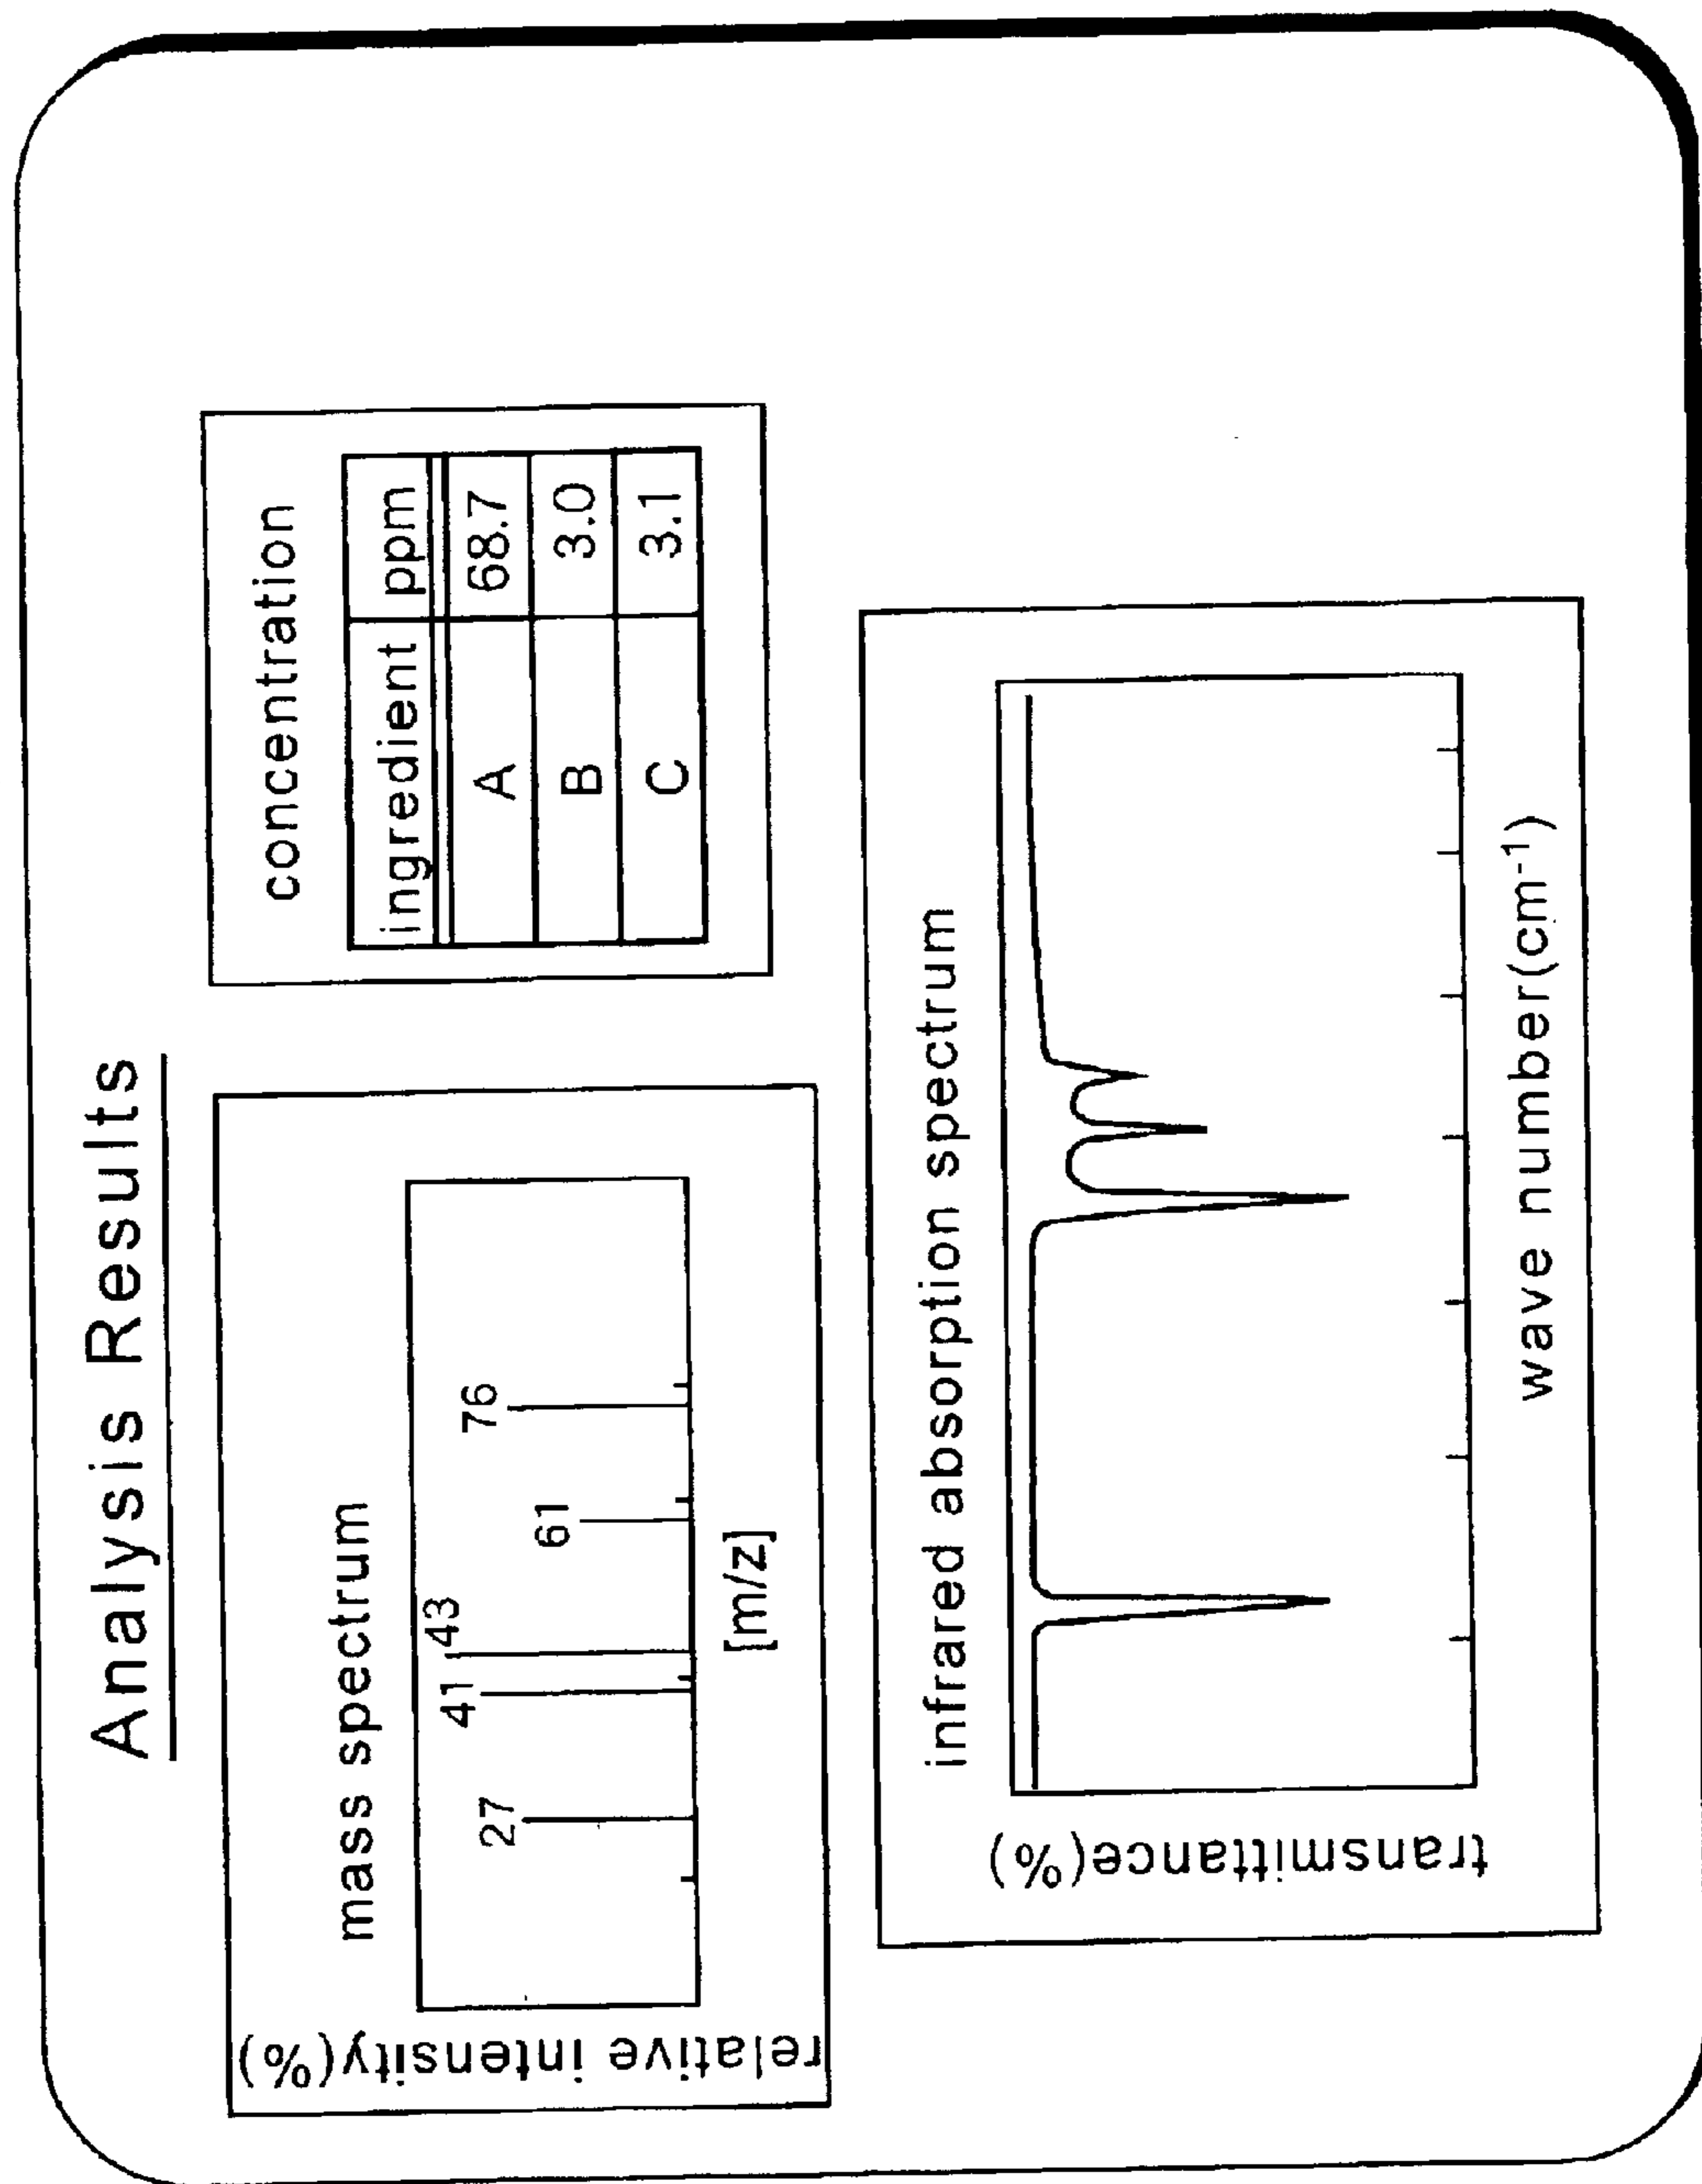 Analysis Results
mass spectrum
relative intensity(%)
27
41
43
61
76
[m/z]
concentration
ingredient ppm
A 68.7
B 3.0
C 3.1
infrared absorption spectrum
transmittance(%)
wave number(cm⁻¹)